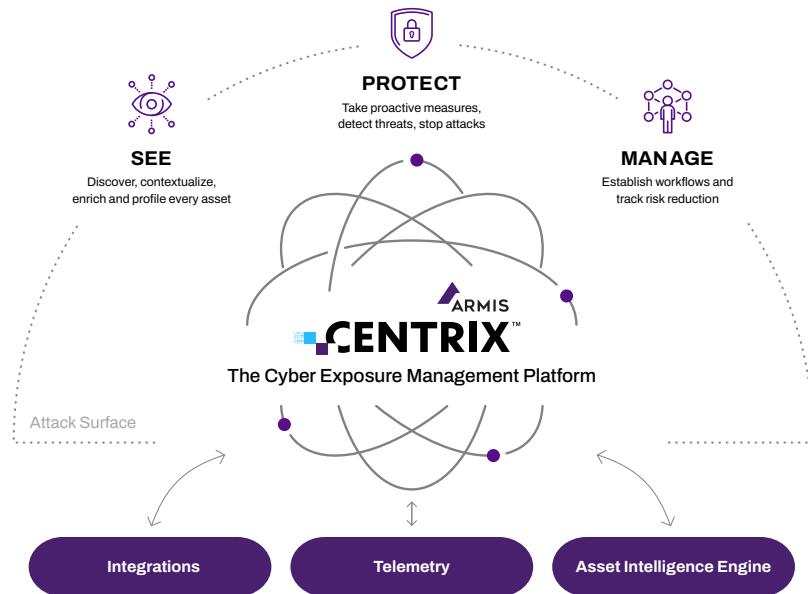 PROTECT
Take proactive measures,
detect threats, stop attacks
SEE
Discover, contextualize,
enrich and profile every asset
MANAGE
Establish workflows and
track risk reduction
ARMIS
CENTRIX™
The Cyber Exposure Management Platform
Attack Surface
Integrations
Telemetry
Asset Intelligence Engine